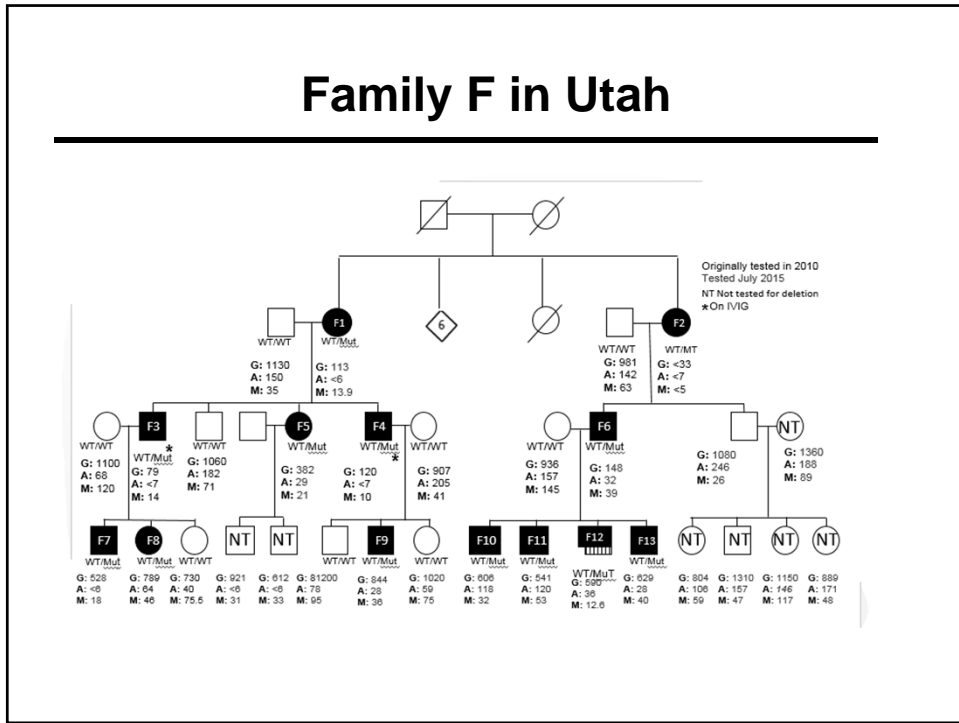 Family F in Utah
Originally tested in 2010
Tested July 2015
NT Not tested for deletion
*On IVIG
F1
6
F2
WT/WT
WT/Mut
WT/WT
WT/MT
G: 1130
A: 150
M: 35
G: 113
A: <6
M: 13.9
G: 981
A: 142
M: 63
G: <33
A: <7
M: <5
F3
F5
F4
F6
NT
WT/WT
WT/Mut
*
WT/WT
WT/Mut
WT/Mut
*
WT/WT
WT/WT
WT/Mut
G: 1100
A: 68
M: 120
G: 79
A: <7
M: 14
G: 1060
A: 182
M: 71
G: 382
A: 29
M: 21
G: 120
A: <7
M: 10
G: 907
A: 205
M: 41
G: 936
A: 157
M: 145
G: 148
A: 32
M: 39
G: 1080
A: 246
M: 26
G: 1360
A: 188
M: 89
F7
F8
NT
NT
F9
F10
F11
F12
F13
NT
NT
NT
NT
WT/Mut
WT/Mut
WT/WT
WT/WT
WT/Mut
WT/WT
WT/Mut
WT/Mut
WT/MuT
WT/Mut
G: 528
A: <6
M: 18
G: 789
A: 64
M: 46
G: 730
A: 40
M: 75.5
G: 921
A: <6
M: 31
G: 612
A: <6
M: 33
G: 81200
A: 78
M: 95
G: 844
A: 28
M: 36
G: 1020
A: 59
M: 75
G: 606
A: 118
M: 32
G: 541
A: 120
M: 53
G: 590
A: 36
M: 12.6
G: 629
A: 28
M: 40
G: 804
A: 106
M: 59
G: 1310
A: 157
M: 47
G: 1150
A: 146
M: 117
G: 889
A: 171
M: 48